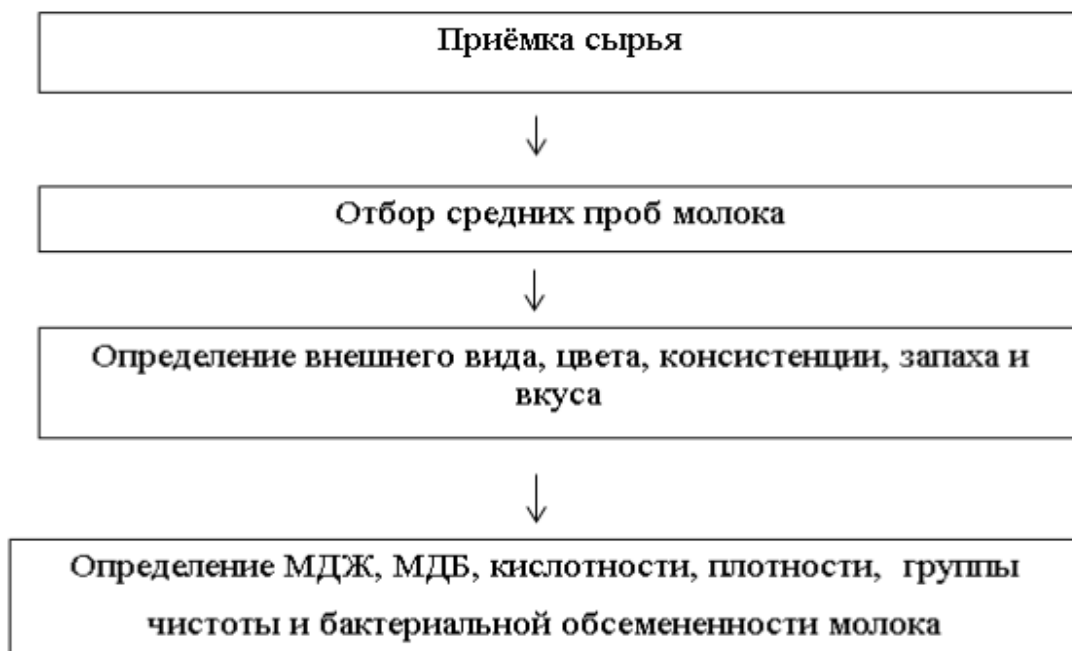 Приёмка сырья
Отбор средних проб молока
Определение внешнего вида, цвета, консистенции, запаха и
вкуса
Определение МДЖ, МДБ, кислотности, плотности, группы
чистоты и бактериальной обсемененности молока